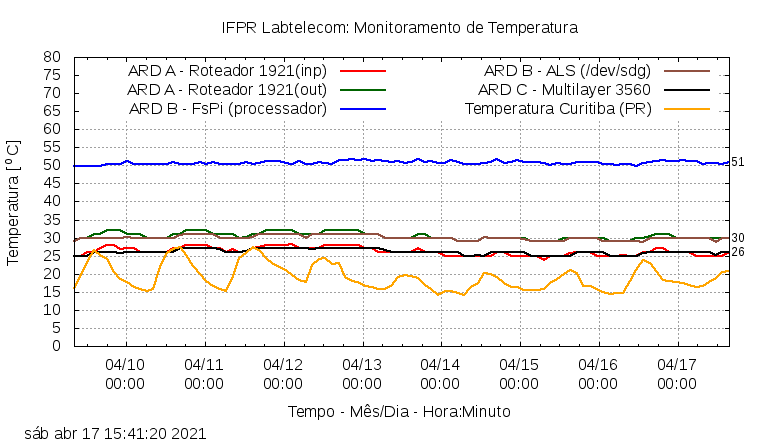 IFPR Labtelecom: Monitoramento de Temperatura
80
75
70
65
60
55
50
45
40
35
30
25
20
15
10
5
0
Temperatura [ºC]
ARD A - Roteador 1921(inp)
ARD A - Roteador 1921(out)
ARD B - FsPi (processador)
ARD B - ALS (/dev/sdg)
ARD C - Multilayer 3560
Temperatura Curitiba (PR)
51
30
26
04/10 04/11 04/12 04/13 04/14 04/15 04/16 04/17
00:00 00:00 00:00 00:00 00:00 00:00 00:00 00:00
Tempo - Mês/Dia - Hora:Minuto
sáb abr 17 15:41:20 2021